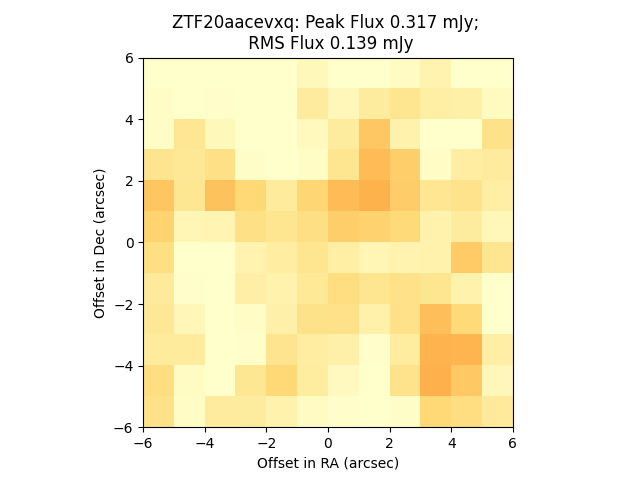 ZTF20aacevxq: Peak Flux 0.317 mJy;
RMS Flux 0.139 mJy
6
4
2
0
−2
−4
−6
Offset in Dec (arcsec)
−6 −4 −2 0 2 4 6
Offset in RA (arcsec)